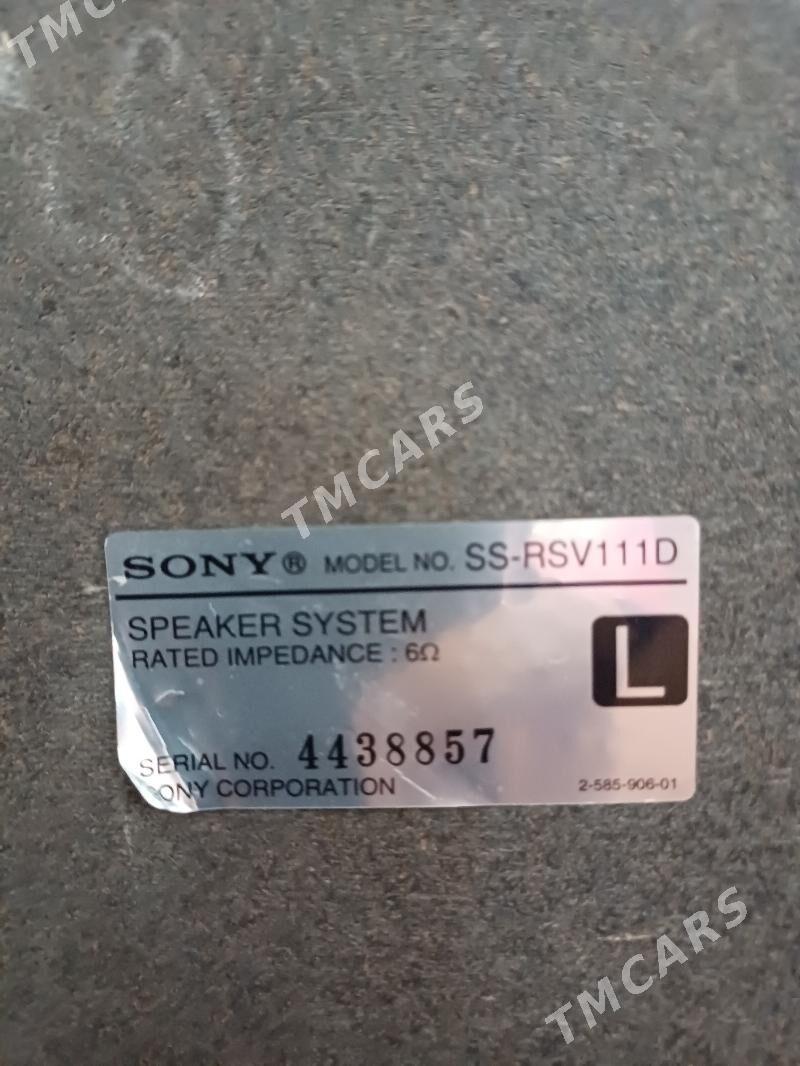 TMCARS
TMCARS
SONY® MODEL NO. SS-RSV111D
SPEAKER SYSTEM
RATED IMPEDANCE : 6Ω
L
SERIAL NO. 4438857
ONY CORPORATION
2-585-906-01
TMCARS